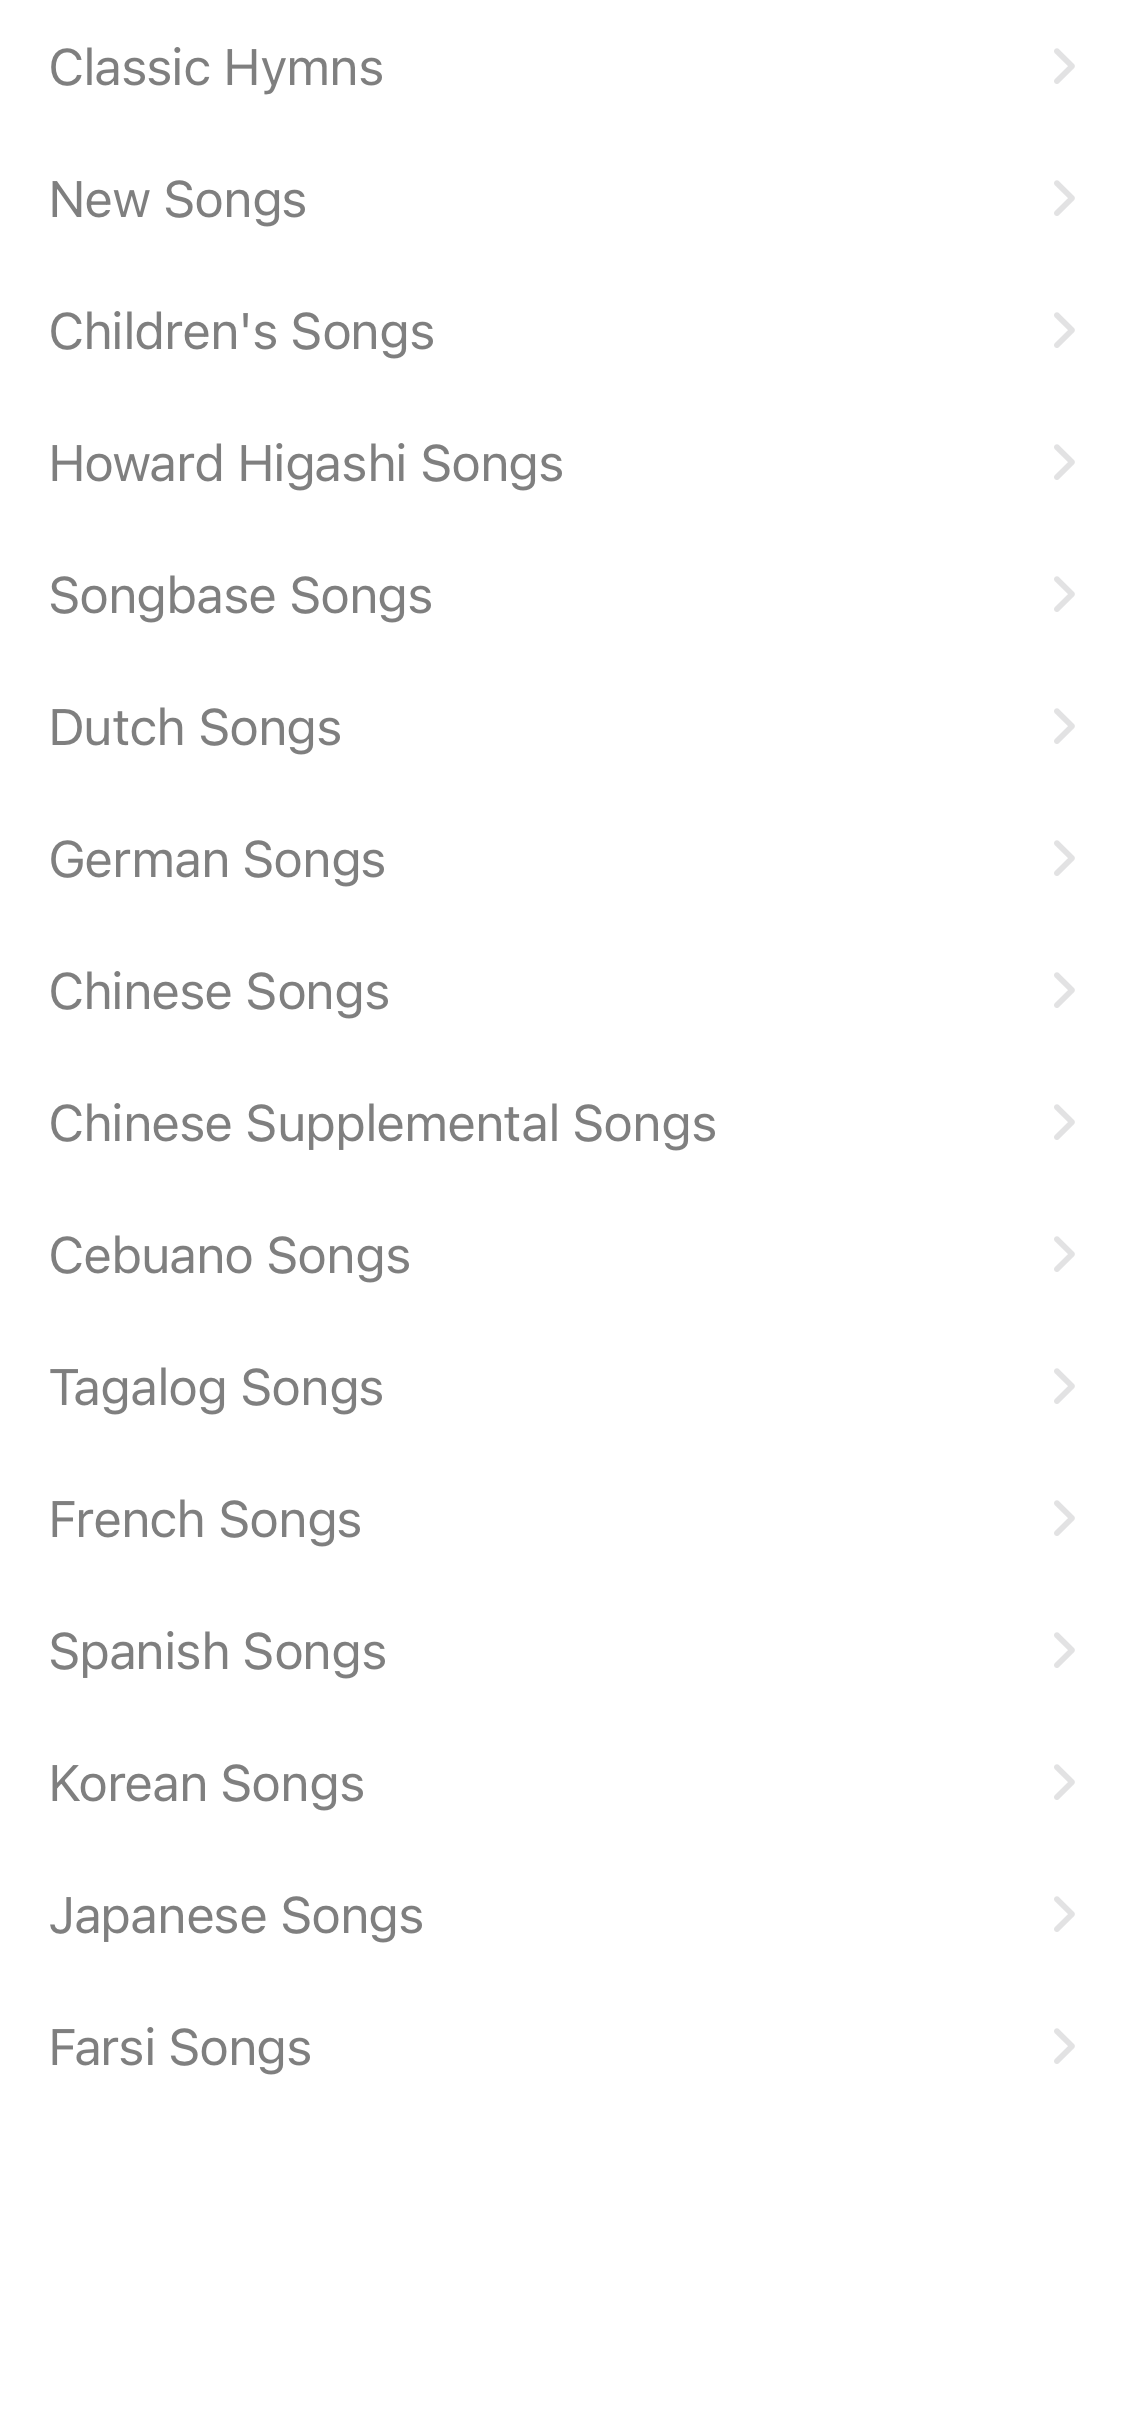 Classic Hymns
New Songs
Children's Songs
Howard Higashi Songs
Songbase Songs
Dutch Songs
German Songs
Chinese Songs
Chinese Supplemental Songs
Cebuano Songs
Tagalog Songs
French Songs
Spanish Songs
Korean Songs
Japanese Songs
Farsi Songs